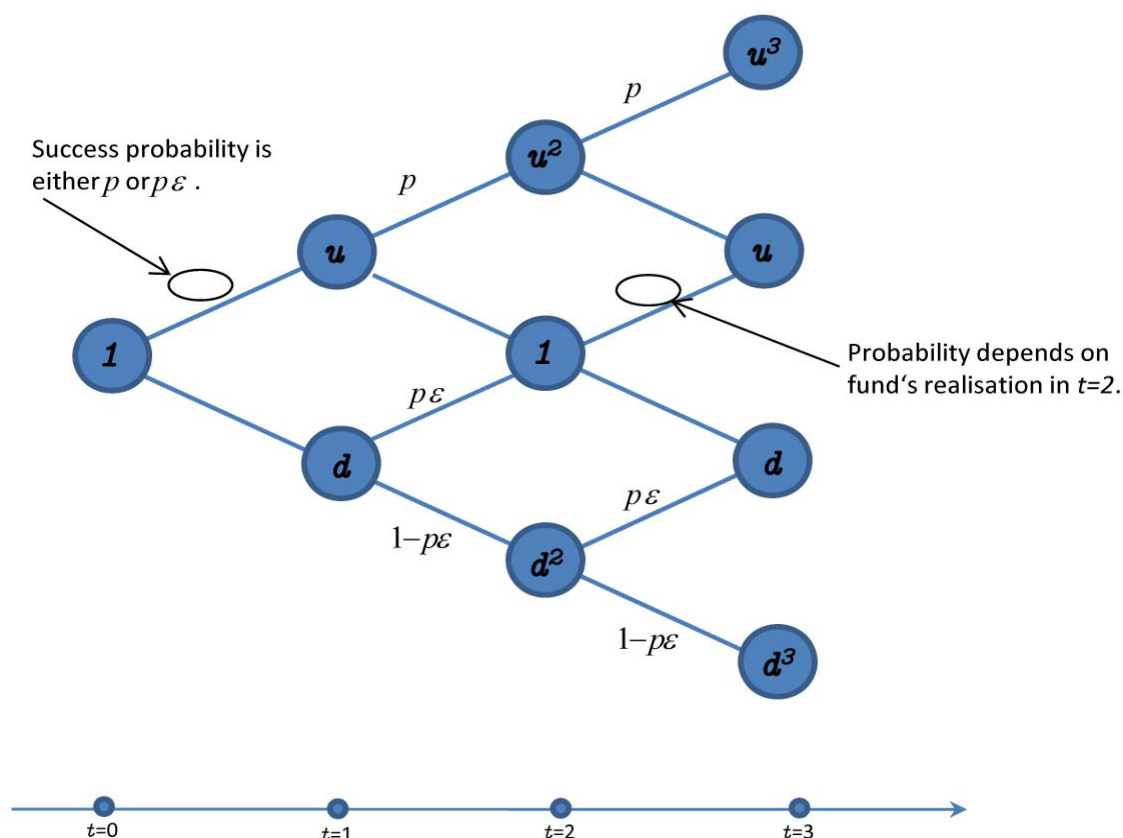 u³
p
Success probability is
either p or pε .
u²
p
u
u
1
1
Probability depends on
fund‘s realisation in t=2.
pε
d
d
pε
1−pε
d²
1−pε
d³
t=0
t=1
t=2
t=3